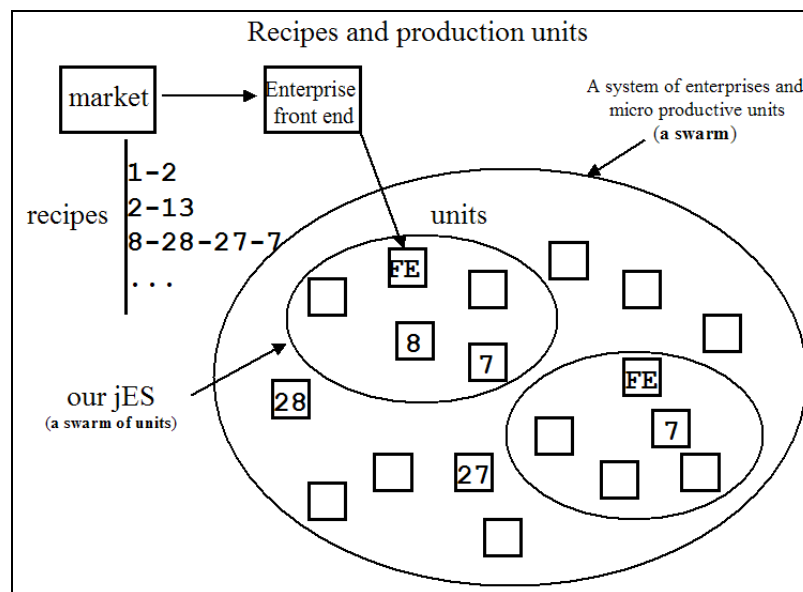 Recipes and production units
market
Enterprise
front end
A system of enterprises and
micro productive units
(a swarm)
recipes
1-2
2-13
8-28-27-7
...
units
FE
8
7
our jES
(a swarm of units)
28
FE
7
27